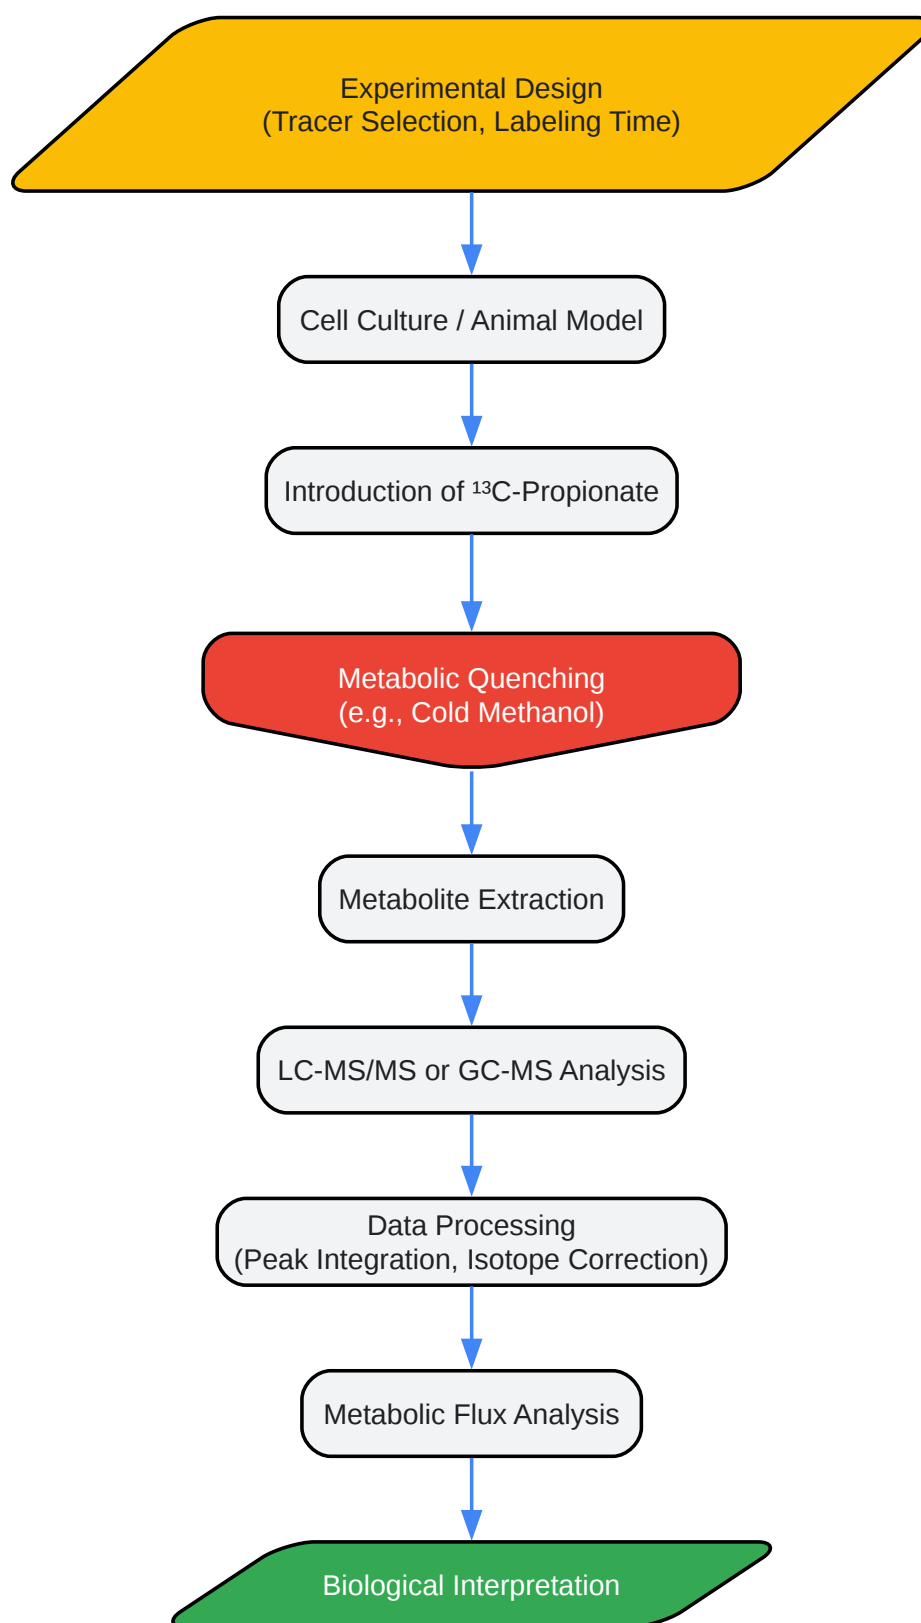 Experimental Design
(Tracer Selection, Labeling Time)
Cell Culture / Animal Model
Introduction of ¹³C-Propionate
Metabolic Quenching
(e.g., Cold Methanol)
Metabolite Extraction
LC-MS/MS or GC-MS Analysis
Data Processing
(Peak Integration, Isotope Correction)
Metabolic Flux Analysis
Biological Interpretation